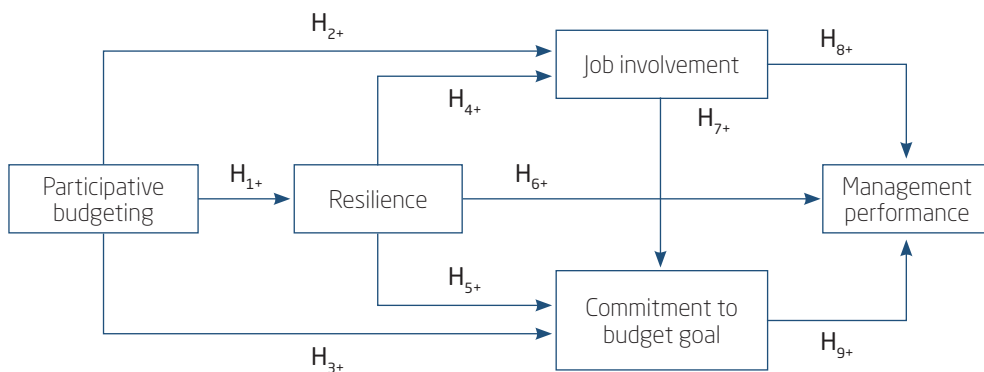 H2+
H8+
Job involvement
H4+
H7+
H1+
H6+
Participative
budgeting
Resilience
Management
performance
H5+
Commitment to
budget goal
H3+
H9+